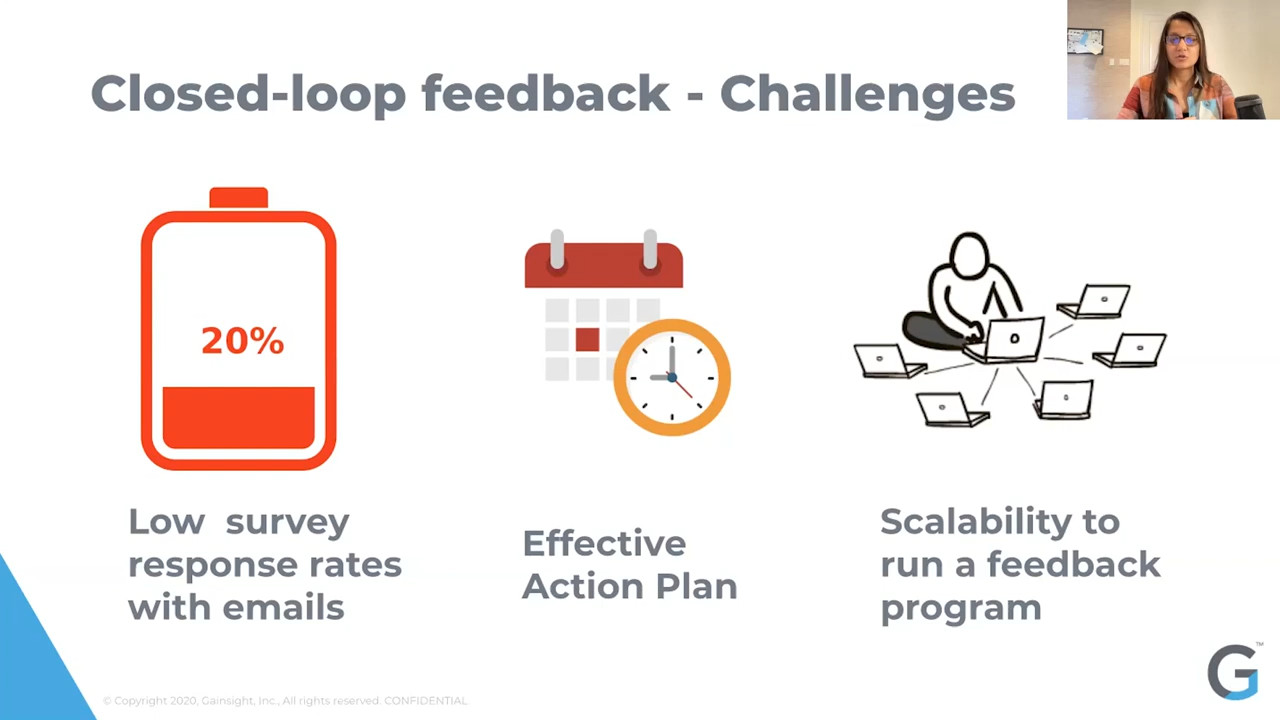 Closed-loop feedback - Challenges
20%
Low survey
response rates
with emails
Effective
Action Plan
Scalability to
run a feedback
program
G
TM
© Copyright 2020, Gainsight, Inc., All rights reserved. CONFIDENTIAL